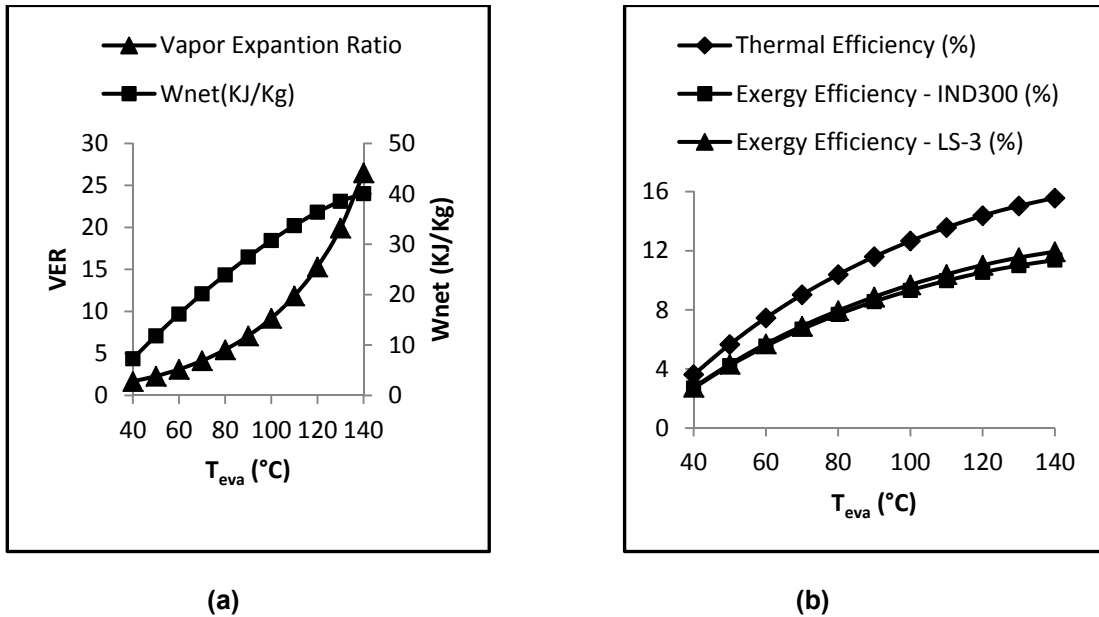 Vapor Expantion Ratio
Wnet(KJ/Kg)
30
25
20
15
10
5
0
VER
50
40
30
20
10
0
Wnet (KJ/Kg)
40 60 80 100 120 140
Teva (°C)
(a)
Thermal Efficiency (%)
Exergy Efficiency - IND300 (%)
Exergy Efficiency - LS-3 (%)
16
12
8
4
0
40 60 80 100 120 140
Teva (°C)
(b)